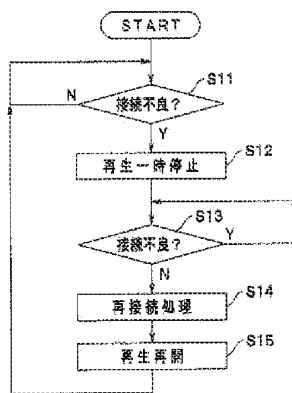 START
S11
N
接続不良?
Y
S12
再生一時停止
S13
接続不良?
Y
N
S14
再接続処理
S15
再生再開